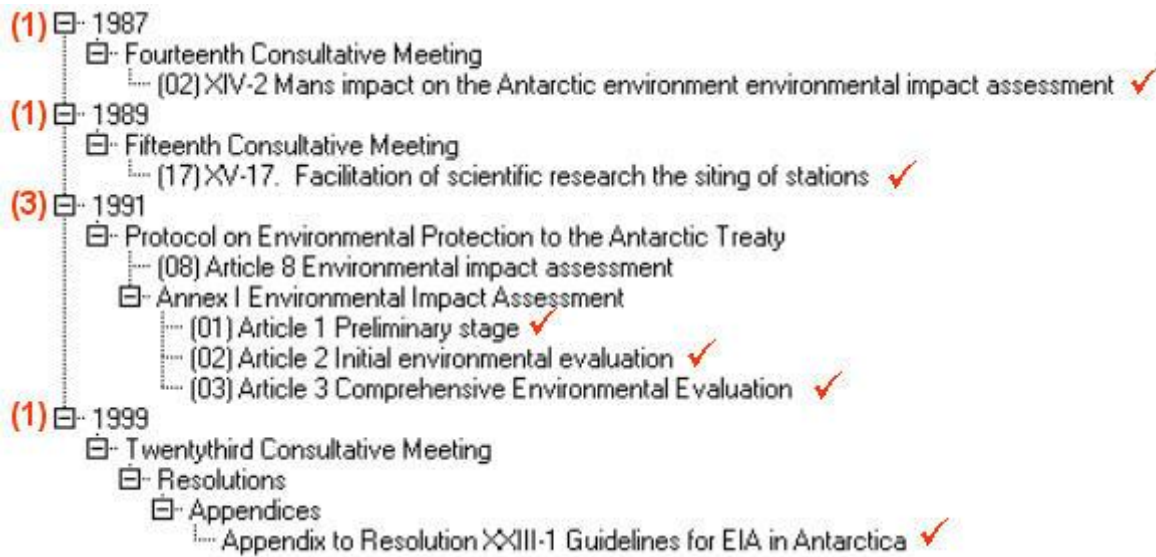 (1) 1987
Fourteenth Consultative Meeting
(02) XIV-2 Mans impact on the Antarctic environment environmental impact assessment
(1) 1989
Fifteenth Consultative Meeting
(17) XV-17. Facilitation of scientific research the siting of stations
(3) 1991
Protocol on Environmental Protection to the Antarctic Treaty
(08) Article 8 Environmental impact assessment
Annex I Environmental Impact Assessment
(01) Article 1 Preliminary stage
(02) Article 2 Initial environmental evaluation
(03) Article 3 Comprehensive Environmental Evaluation
(1) 1999
Twentythird Consultative Meeting
Resolutions
Appendices
Appendix to Resolution XXIII-1 Guidelines for EIA in Antarctica